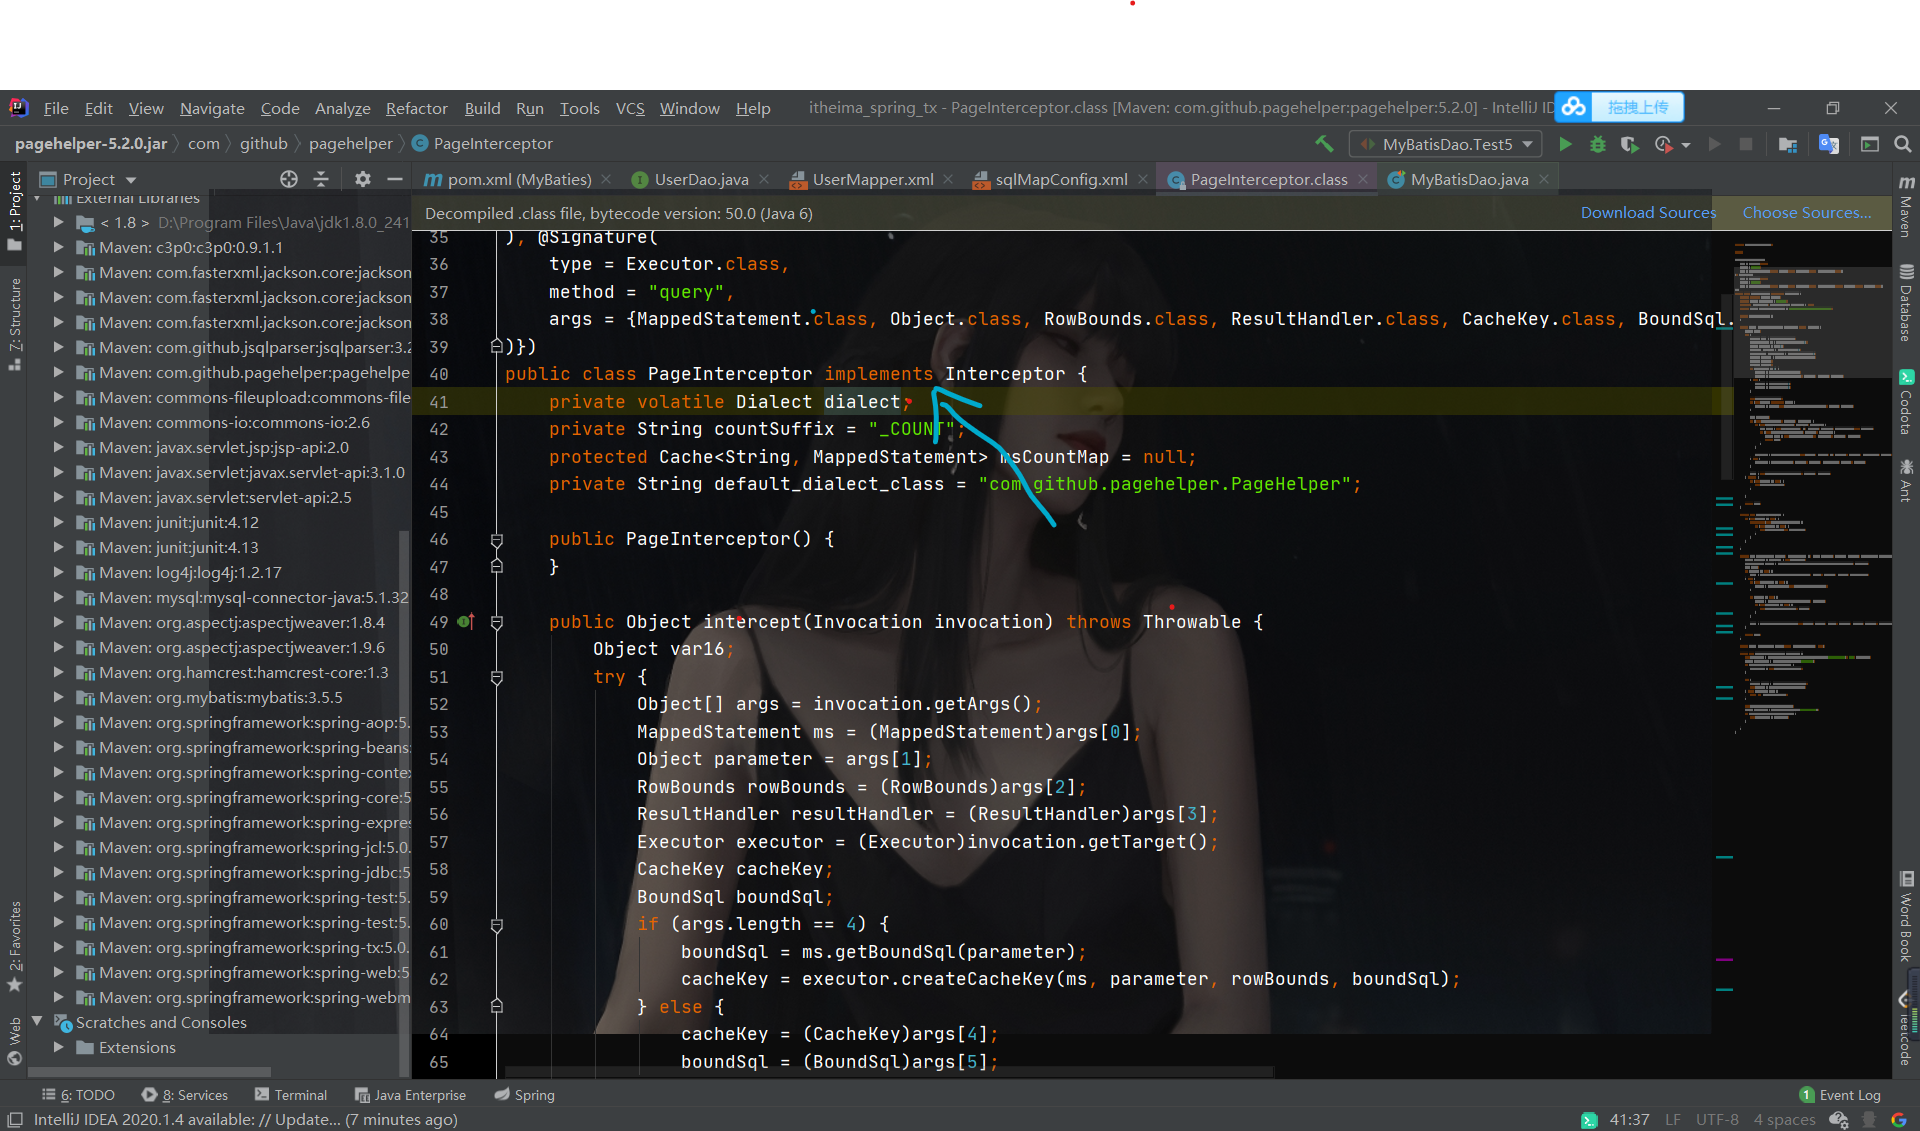 File Edit View Navigate Code Analyze Refactor Build Run Tools VCS Window Help itheima_spring_tx - PageInterceptor.class [Maven: com.github.pagehelper:pagehelper:5.2.0] - IntelliJ ID 拖拽上传
pagehelper-5.2.0.jar com github pagehelper PageInterceptor MyBatisDao.Test5
Project pom.xml (MyBaties) UserDao.java UserMapper.xml sqlMapConfig.xml PageInterceptor.class MyBatisDao.java
Decompiled .class file, bytecode version: 50.0 (Java 6) Download Sources Choose Sources...
1: Project
7: Structure
2: Favorites
Web
External Libraries
< 1.8 > D:\Program Files\Java\jdk1.8.0_241
Maven: c3p0:c3p0:0.9.1.1
Maven: com.fasterxml.jackson.core:jackson
Maven: com.fasterxml.jackson.core:jackson
Maven: com.fasterxml.jackson.core:jackson
Maven: com.github.jsqlparser:jsqlparser:3.2
Maven: com.github.pagehelper:pagehelpe
Maven: commons-fileupload:commons-file
Maven: commons-io:commons-io:2.6
Maven: javax.servlet.jsp:jsp-api:2.0
Maven: javax.servlet:javax.servlet-api:3.1.0
Maven: javax.servlet:servlet-api:2.5
Maven: junit:junit:4.12
Maven: junit:junit:4.13
Maven: log4j:log4j:1.2.17
Maven: mysql:mysql-connector-java:5.1.32
Maven: org.aspectj:aspectjweaver:1.8.4
Maven: org.aspectj:aspectjweaver:1.9.6
Maven: org.hamcrest:hamcrest-core:1.3
Maven: org.mybatis:mybatis:3.5.5
Maven: org.springframework:spring-aop:5.
Maven: org.springframework:spring-beans:
Maven: org.springframework:spring-contex
Maven: org.springframework:spring-core:5
Maven: org.springframework:spring-expres
Maven: org.springframework:spring-jcl:5.0.
Maven: org.springframework:spring-jdbc:5
Maven: org.springframework:spring-test:5.
Maven: org.springframework:spring-test:5.
Maven: org.springframework:spring-tx:5.0.
Maven: org.springframework:spring-web:5
Maven: org.springframework:spring-webm
Scratches and Consoles
Extensions
35 ), @Signature(
36 type = Executor.class,
37 method = "query",
38 args = {MappedStatement.class, Object.class, RowBounds.class, ResultHandler.class, CacheKey.class, BoundSql.
39 )})
40 public class PageInterceptor implements Interceptor {
41 private volatile Dialect dialect;
42 private String countSuffix = "_COUNT";
43 protected Cache<String, MappedStatement> msCountMap = null;
44 private String default_dialect_class = "com.github.pagehelper.PageHelper";
45
46 public PageInterceptor() {
47 }
48
49 public Object intercept(Invocation invocation) throws Throwable {
50 Object var16;
51 try {
52 Object[] args = invocation.getArgs();
53 MappedStatement ms = (MappedStatement)args[0];
54 Object parameter = args[1];
55 RowBounds rowBounds = (RowBounds)args[2];
56 ResultHandler resultHandler = (ResultHandler)args[3];
57 Executor executor = (Executor)invocation.getTarget();
58 CacheKey cacheKey;
59 BoundSql boundSql;
60 if (args.length == 4) {
61 boundSql = ms.getBoundSql(parameter);
62 cacheKey = executor.createCacheKey(ms, parameter, rowBounds, boundSql);
63 } else {
64 cacheKey = (CacheKey)args[4];
65 boundSql = (BoundSql)args[5];
Maven
Database
Codota
Ant
Word Book
leetcode
6: TODO 8: Services Terminal Java Enterprise Spring 1 Event Log
IntelliJ IDEA 2020.1.4 available: // Update... (7 minutes ago) 41:37 LF UTF-8 4 spaces